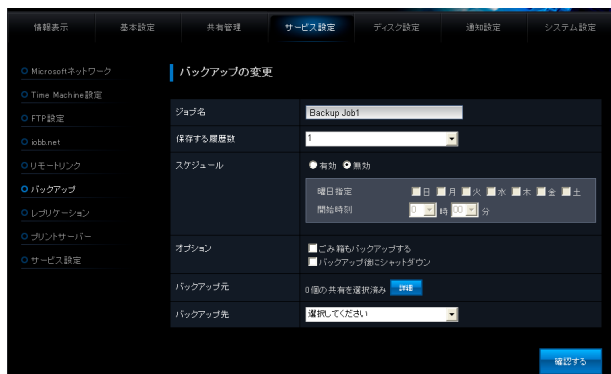 情報表示 基本設定 共有管理 サービス設定 ディスク設定 通知設定 システム設定
Microsoftネットワーク
Time Machine設定
FTP設定
iobb.net
リモートリンク
バックアップ
レプリケーション
プリントサーバー
サービス設定
バックアップの変更
ジョブ名 Backup Job1
保存する履歴数 1
スケジュール 有効 無効
曜日指定 日 月 火 水 木 金 土
開始時刻 0 時 00 分
オプション ごみ箱もバックアップする
バックアップ後にシャットダウン
バックアップ元 0個の共有を選択済み 詳細
バックアップ先 選択してください
確認する